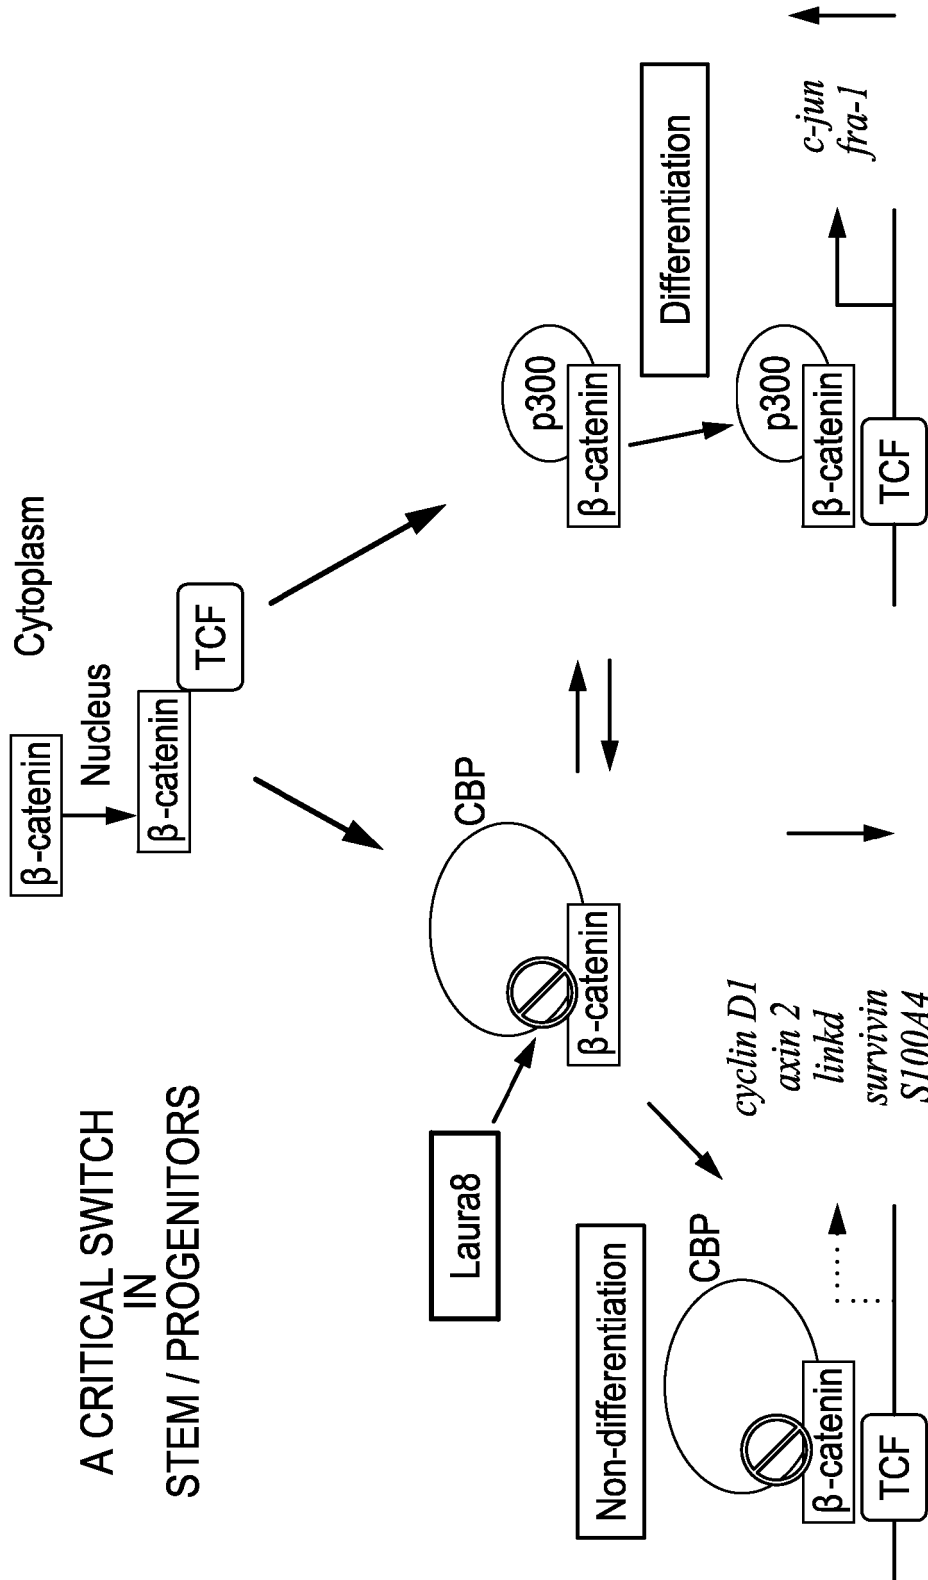 A CRITICAL SWITCH
IN
STEM / PROGENITORS
β-catenin
Cytoplasm
Nucleus
β-catenin
TCF
Laura8
CBP
β-catenin
p300
β-catenin
Non-differentiation
Differentiation
CBP
β-catenin
TCF
cyclin D1
axin 2
linkd
survivin
S100A4
p300
β-catenin
TCF
c-jun
fra-1